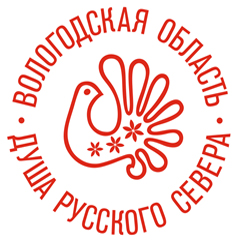 ВОЛОГОДСКАЯ ОБЛАСТЬ
ДУША РУССКОГО СЕВЕРА